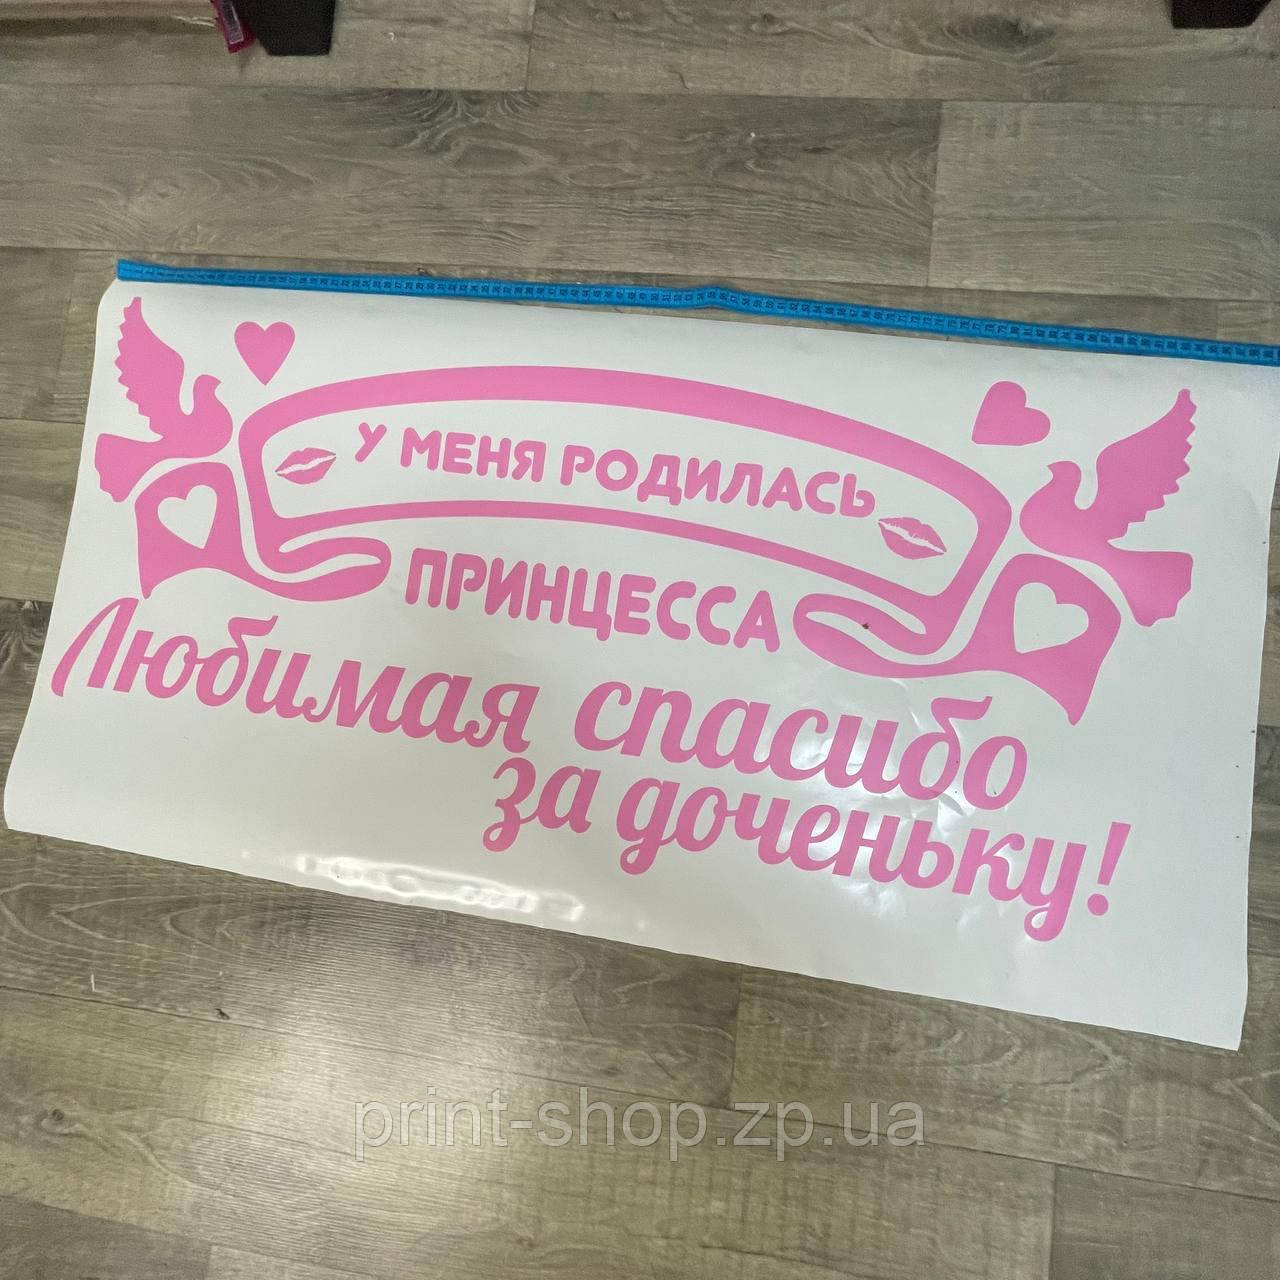 У МЕНЯ РОДИЛАСЬ
ПРИНЦЕССА
Любимая спасибо
за доченьку!
print-shop.zp.ua